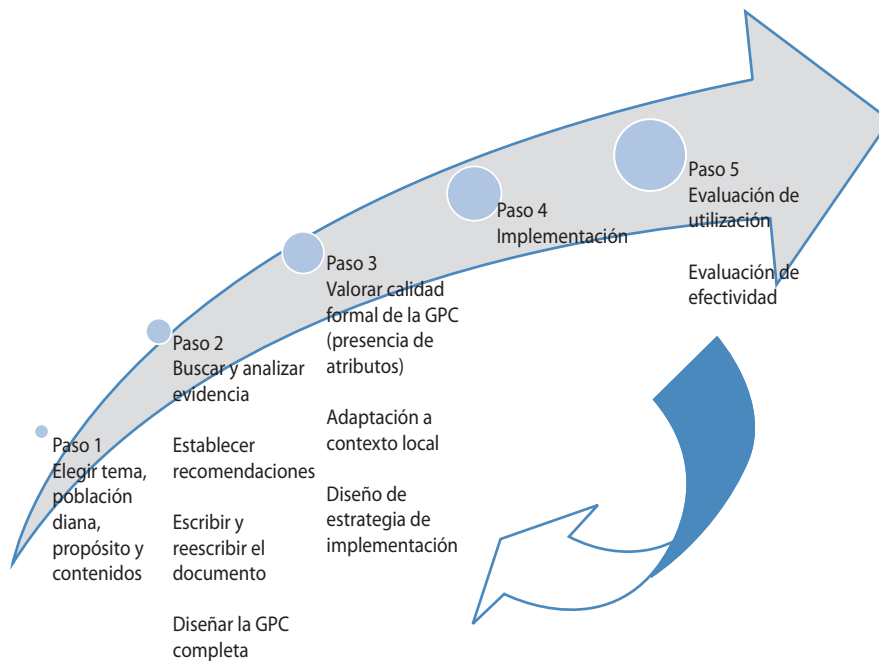 Paso 1
Elegir tema,
población
diana,
propósito y
contenidos
Paso 2
Buscar y analizar
evidencia
Establecer
recomendaciones
Escribir y
reescribir el
documento
Diseñar la GPC
completa
Paso 3
Valorar calidad
formal de la GPC
(presencia de
atributos)
Adaptación a
contexto local
Diseño de
estrategia de
implementación
Paso 4
Implementación
Paso 5
Evaluación de
utilización
Evaluación de
efectividad